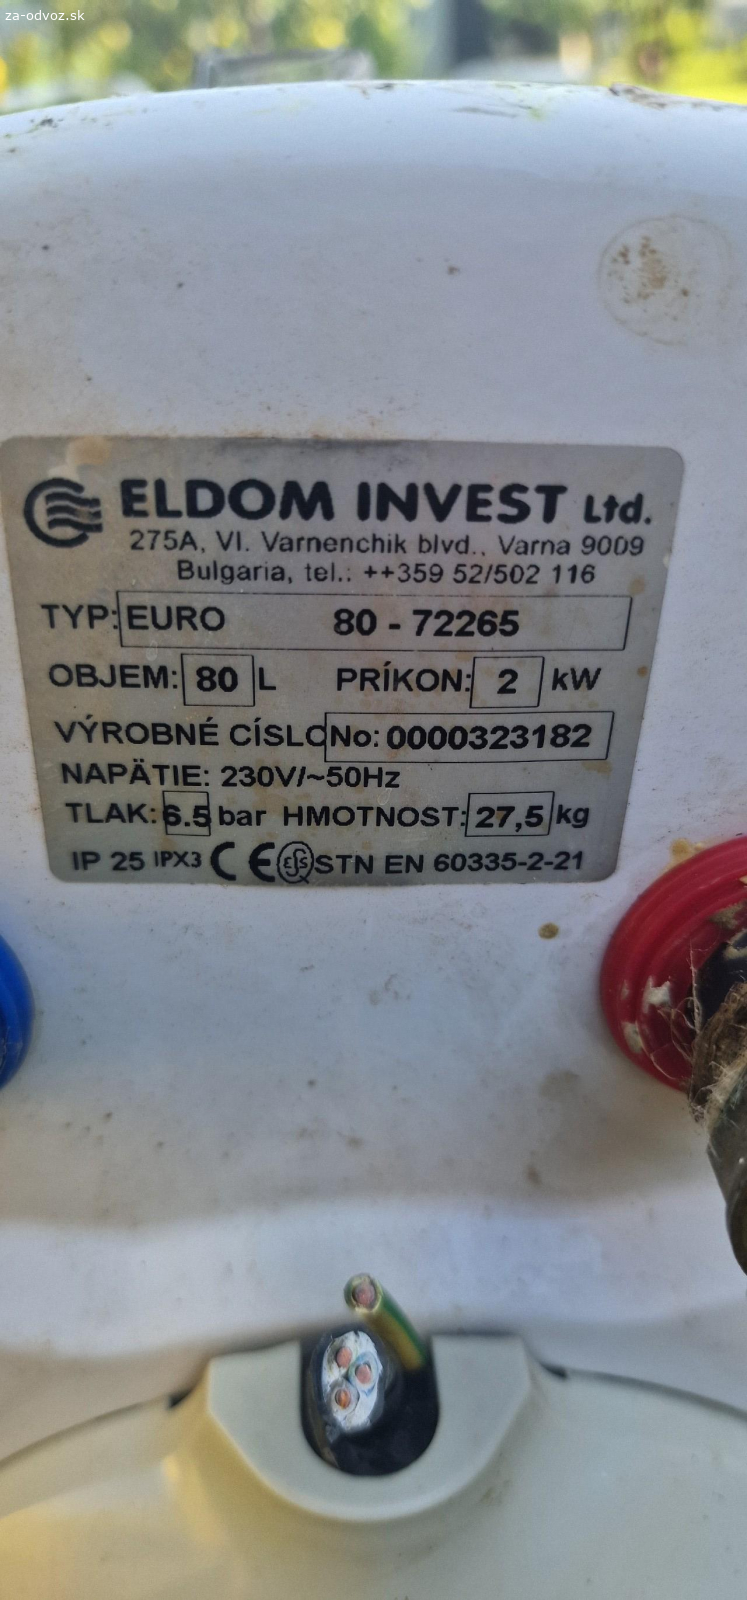 za-odvoz.sk
ELDOM INVEST Ltd.
275A, Vl. Varnenchik blvd., Varna 9009
Bulgaria, tel.: ++359 52/502 116
TYP: EURO 80 - 72265
OBJEM: 80 L PRÍKON: 2 kW
VÝROBNÉ CÍSLO No: 0000323182
NAPÄTIE: 230V/~50Hz
TLAK: 6.5 bar HMOTNOST: 27,5 kg
IP 25 IPX3 CE STN EN 60335-2-21